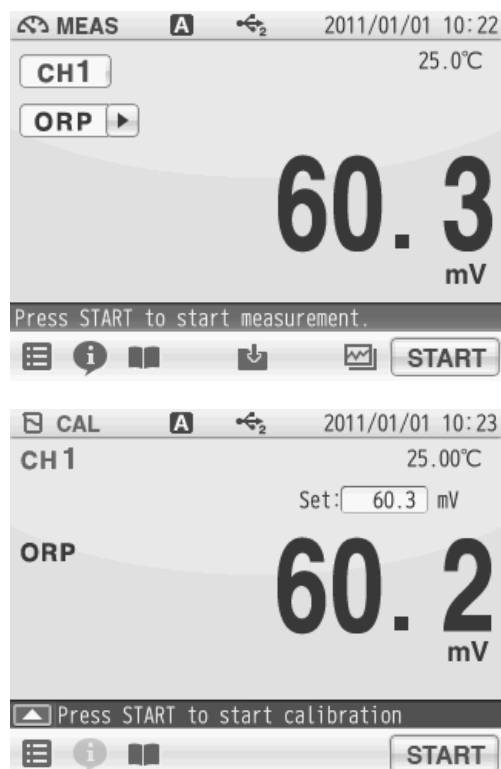 MEAS A 2 2011/01/01 10:22
CH1 25.0℃
ORP
60.3
mV
Press START to start measurement.
START
CAL A 2 2011/01/01 10:23
CH1 25.00℃
Set: 60.3 mV
ORP
60.2
mV
Press START to start calibration
START